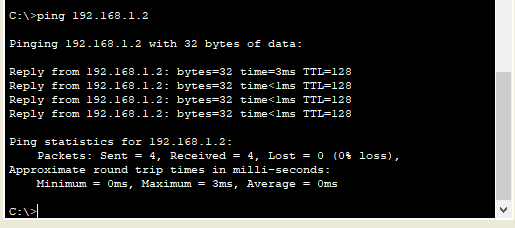 C:\>ping 192.168.1.2
Pinging 192.168.1.2 with 32 bytes of data:
Reply from 192.168.1.2: bytes=32 time=3ms TTL=128
Reply from 192.168.1.2: bytes=32 time<1ms TTL=128
Reply from 192.168.1.2: bytes=32 time<1ms TTL=128
Reply from 192.168.1.2: bytes=32 time<1ms TTL=128
Ping statistics for 192.168.1.2:
    Packets: Sent = 4, Received = 4, Lost = 0 (0% loss),
Approximate round trip times in milli-seconds:
    Minimum = 0ms, Maximum = 3ms, Average = 0ms
C:\>